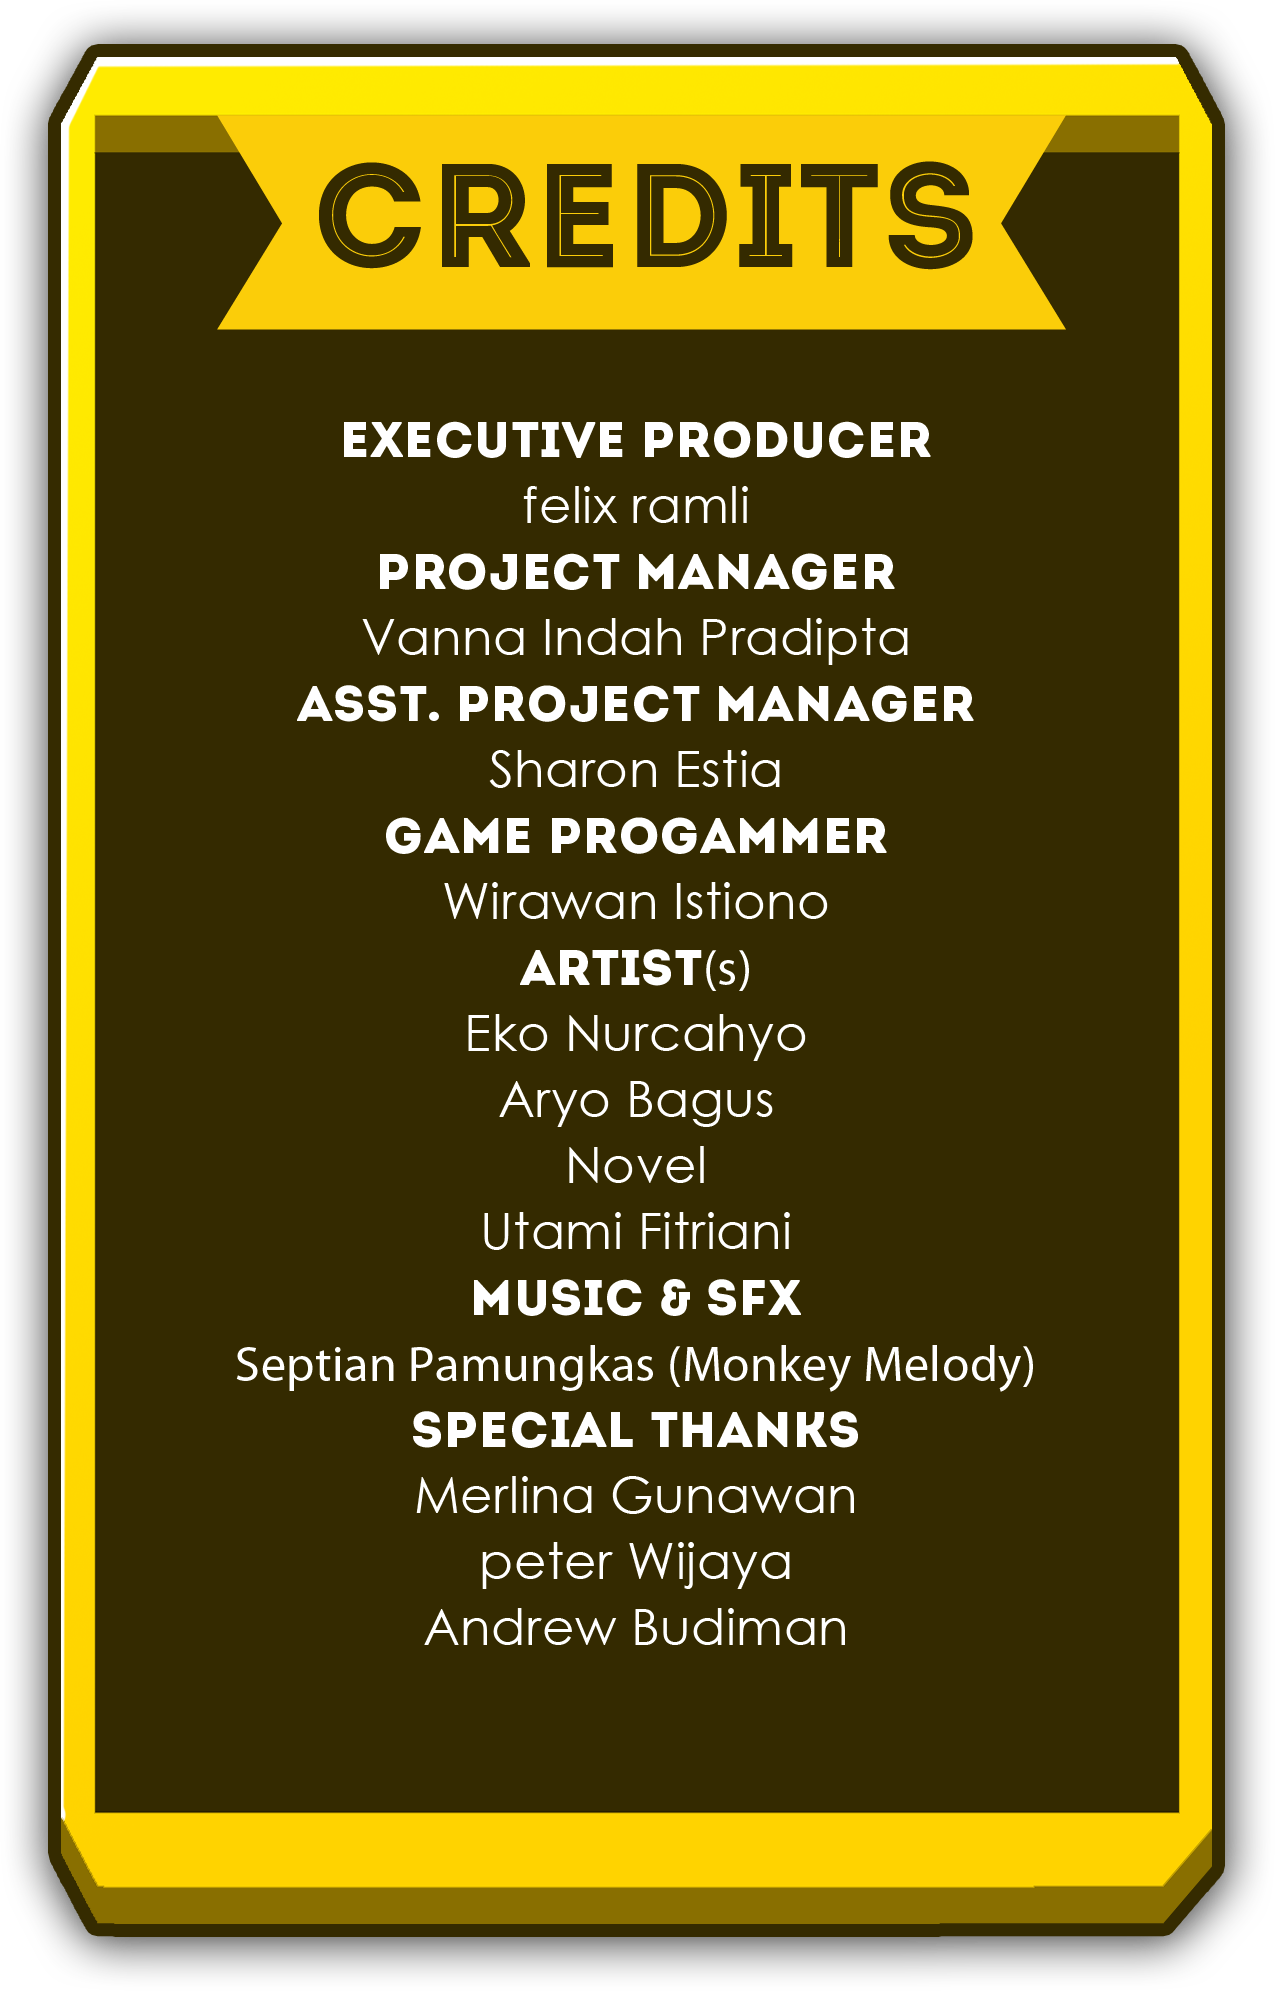 CREDITS
EXECUTIVE PRODUCER
felix ramli
PROJECT MANAGER
Vanna Indah Pradipta
ASST. PROJECT MANAGER
Sharon Estia
GAME PROGAMMER
Wirawan Istiono
ARTIST(s)
Eko Nurcahyo
Aryo Bagus
Novel
Utami Fitriani
MUSIC & SFX
Septian Pamungkas (Monkey Melody)
SPECIAL THANKS
Merlina Gunawan
peter Wijaya
Andrew Budiman